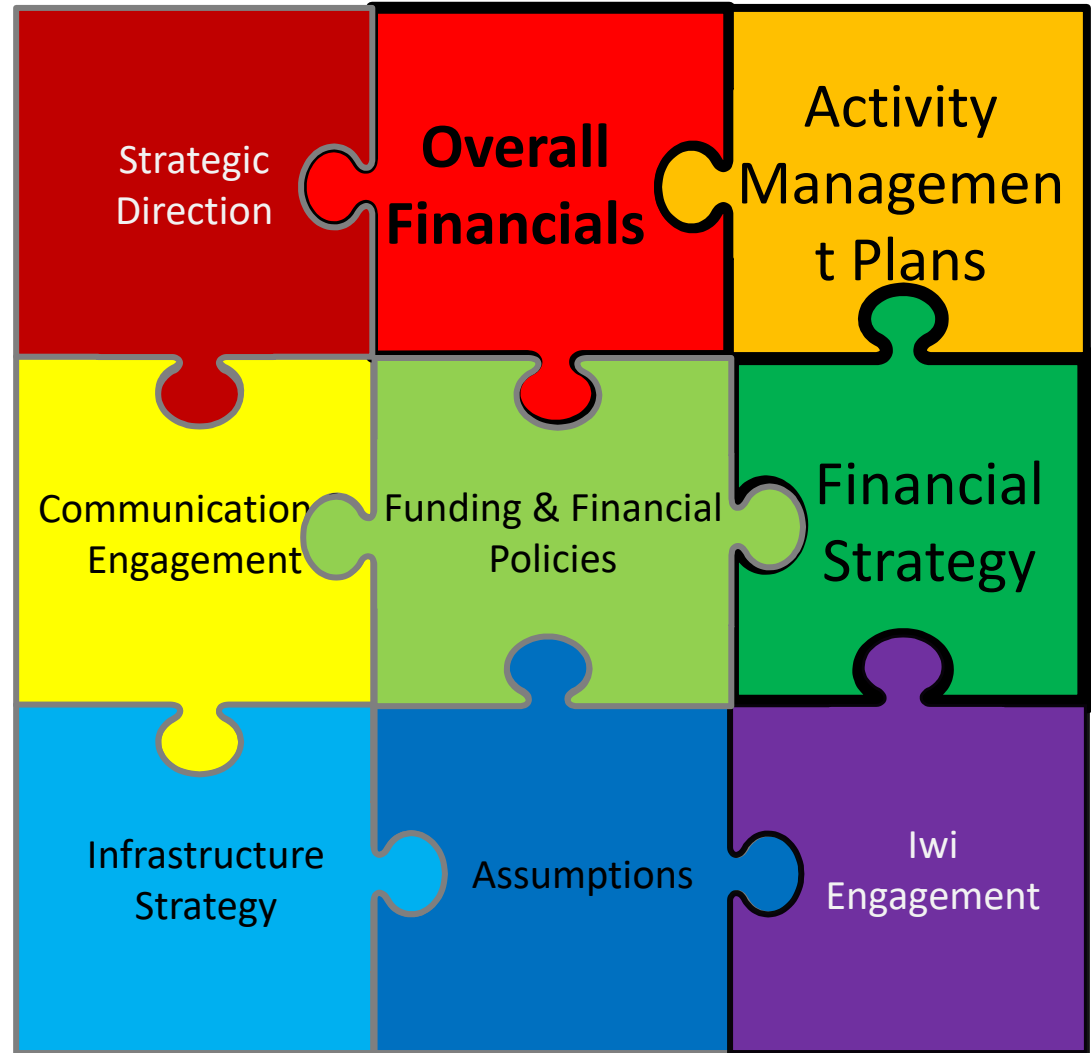 Strategic
Direction
Overall
Financials
Activity
Managemen
t Plans
Communication
Engagement
Funding & Financial
Policies
Financial
Strategy
Infrastructure
Strategy
Assumptions
Iwi
Engagement